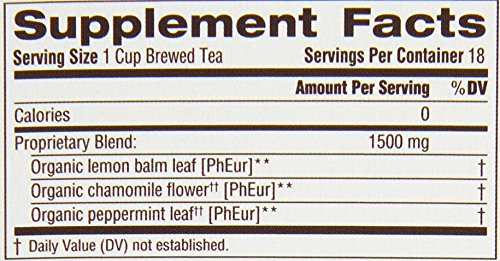 Supplement Facts
Serving Size 1 Cup Brewed Tea Servings Per Container 18
Amount Per Serving %DV
Calories 0
Proprietary Blend: 1500 mg
Organic lemon balm leaf [PhEur]** †
Organic chamomile flower†† [PhEur]** †
Organic peppermint leaf†† [PhEur]** †
† Daily Value (DV) not established.